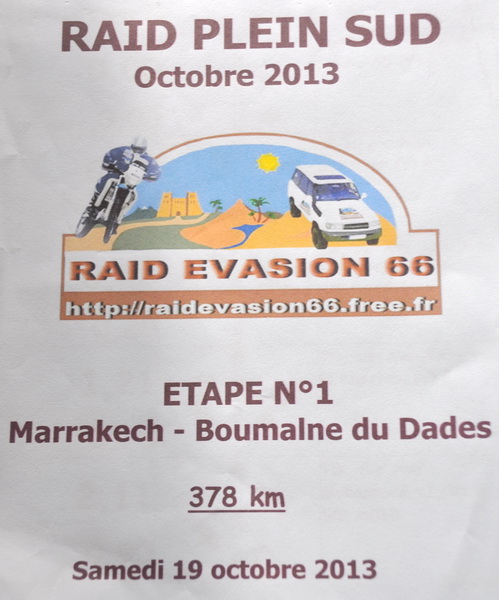 RAID PLEIN SUD
Octobre 2013
RAID EVASION 66
http://raidevasion66.free.fr
ETAPE N°1
Marrakech - Boumalne du Dades
378 km
Samedi 19 octobre 2013